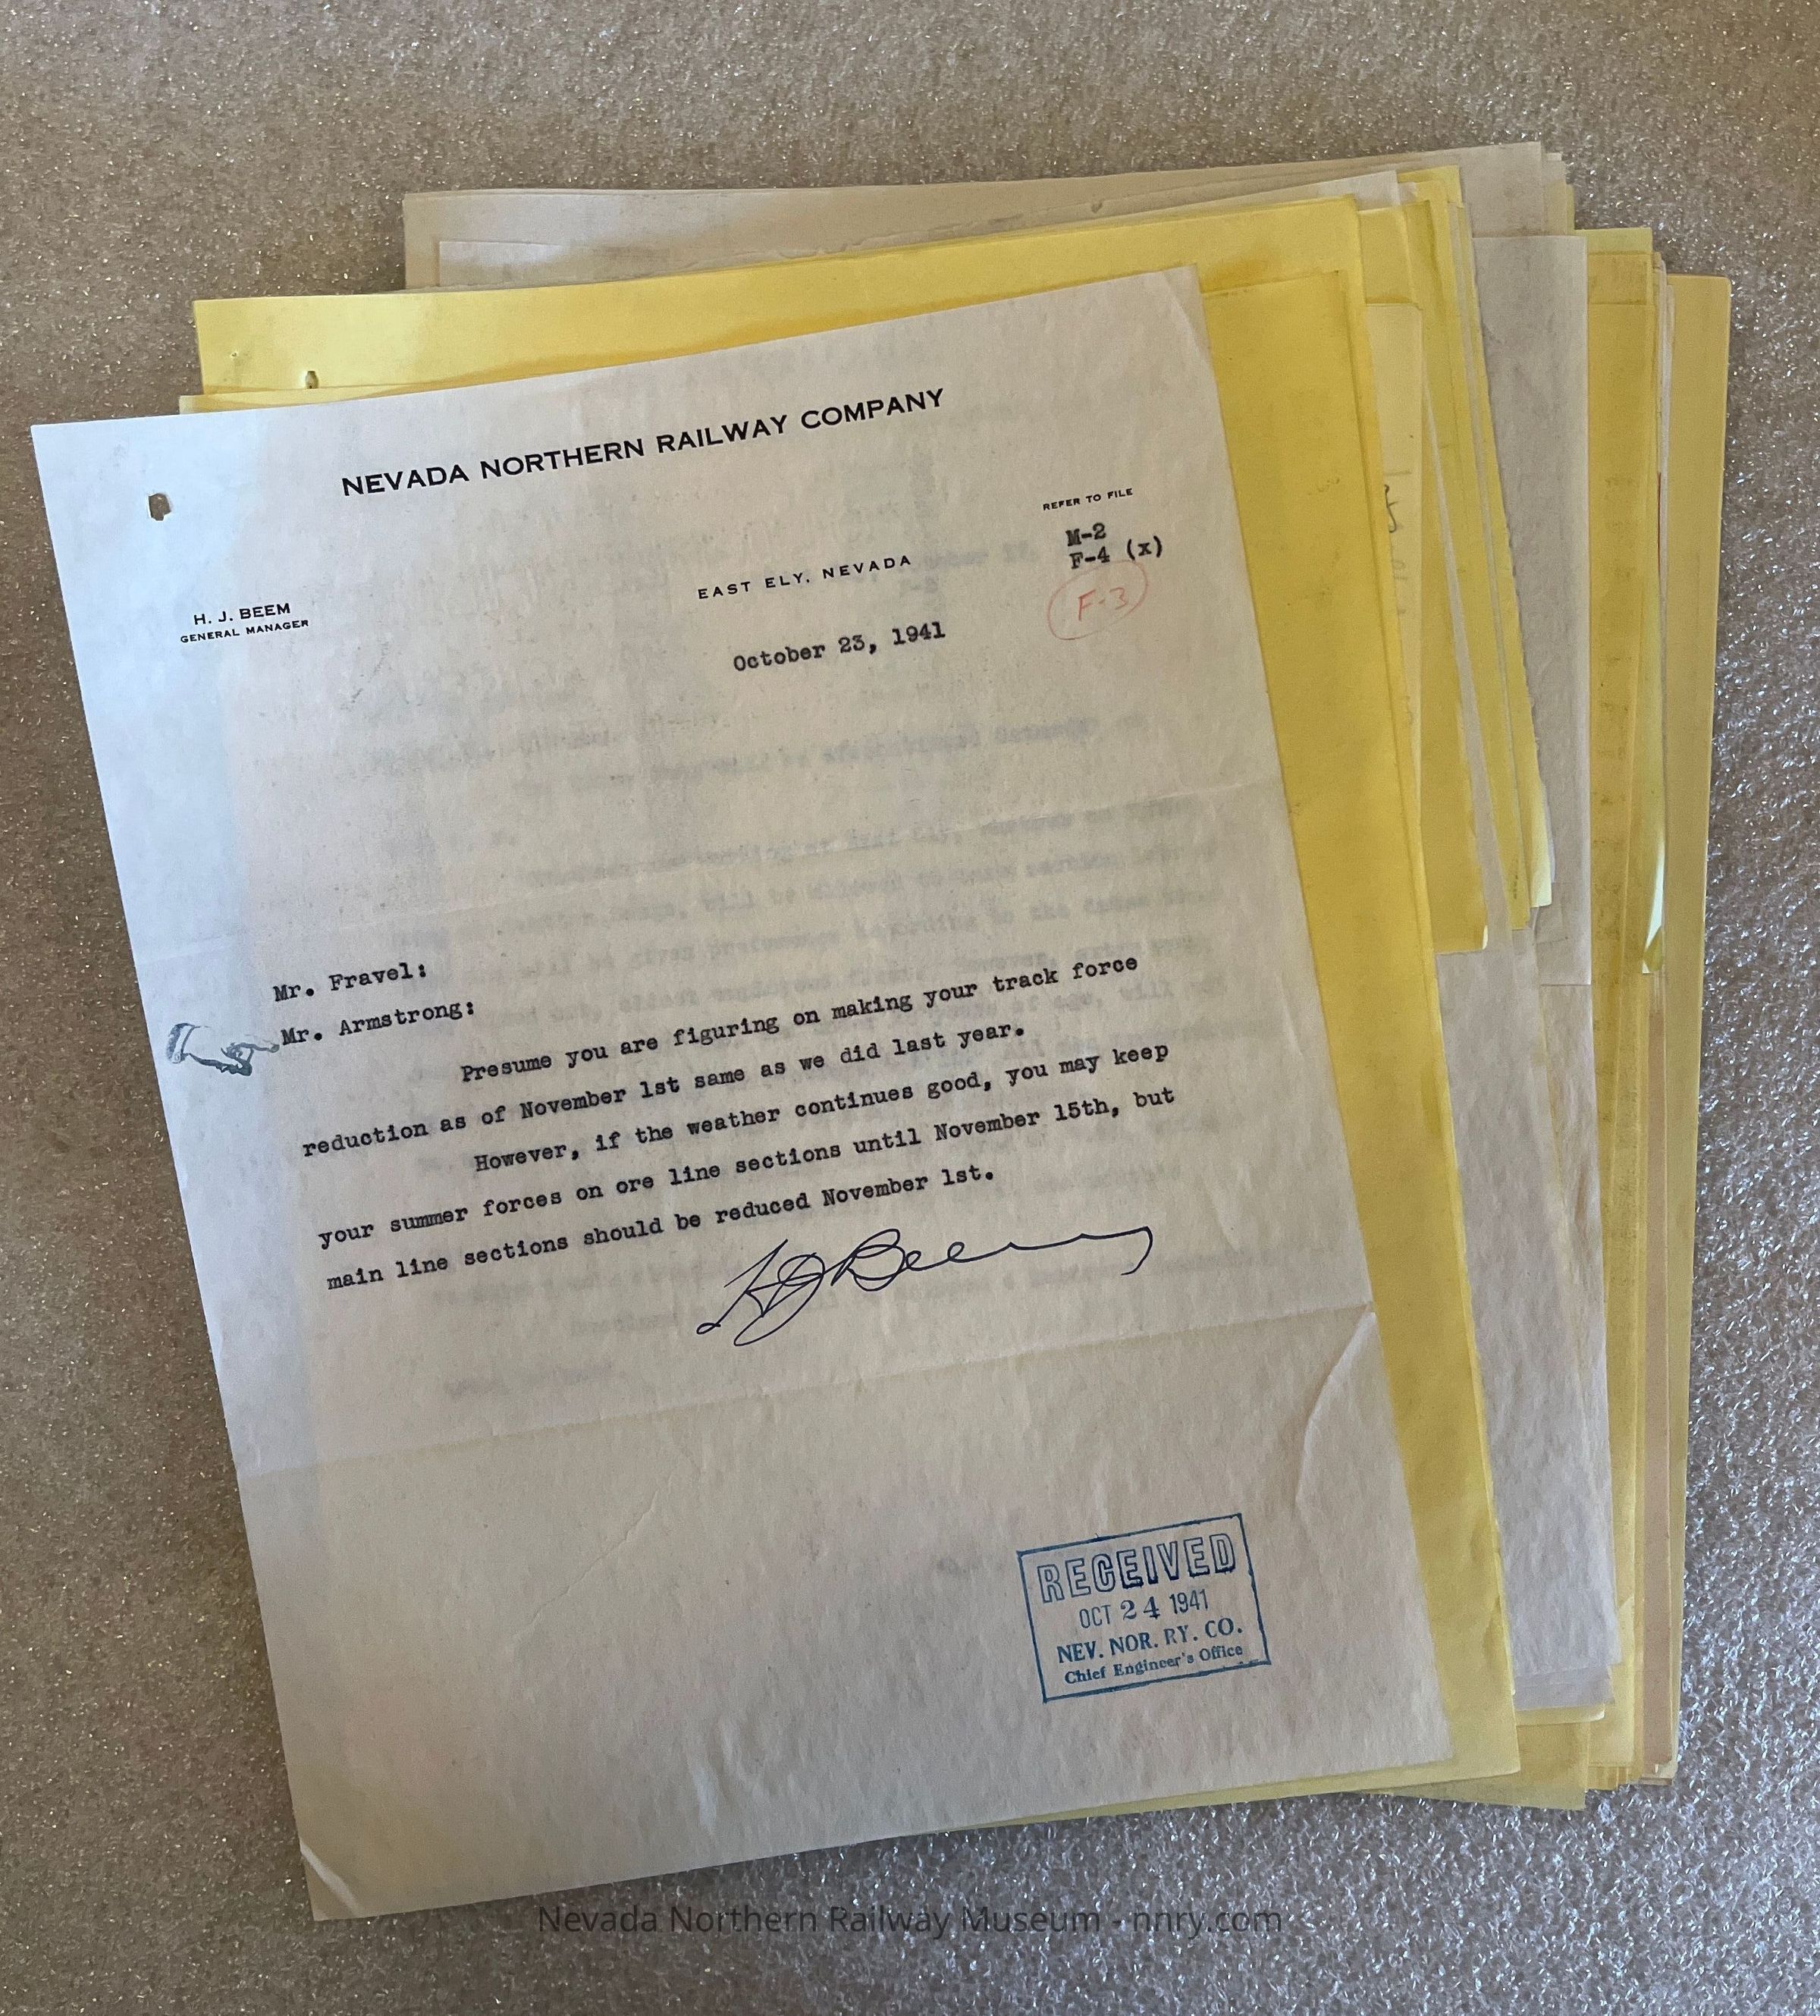 NEVADA NORTHERN RAILWAY COMPANY
REFER TO FILE
M-2
F-4 (x)
F-3
EAST ELY, NEVADA
H. J. BEEM
GENERAL MANAGER
October 23, 1941
Mr. Fravel:
Mr. Armstrong:
Presume you are figuring on making your track force
reduction as of November 1st same as we did last year.
However, if the weather continues good, you may keep
your summer forces on ore line sections until November 15th, but
main line sections should be reduced November 1st.
HJBeem
RECEIVED
OCT 24 1941
NEV. NOR. RY. CO.
Chief Engineer's Office
Nevada Northern Railway Museum - nnry.com